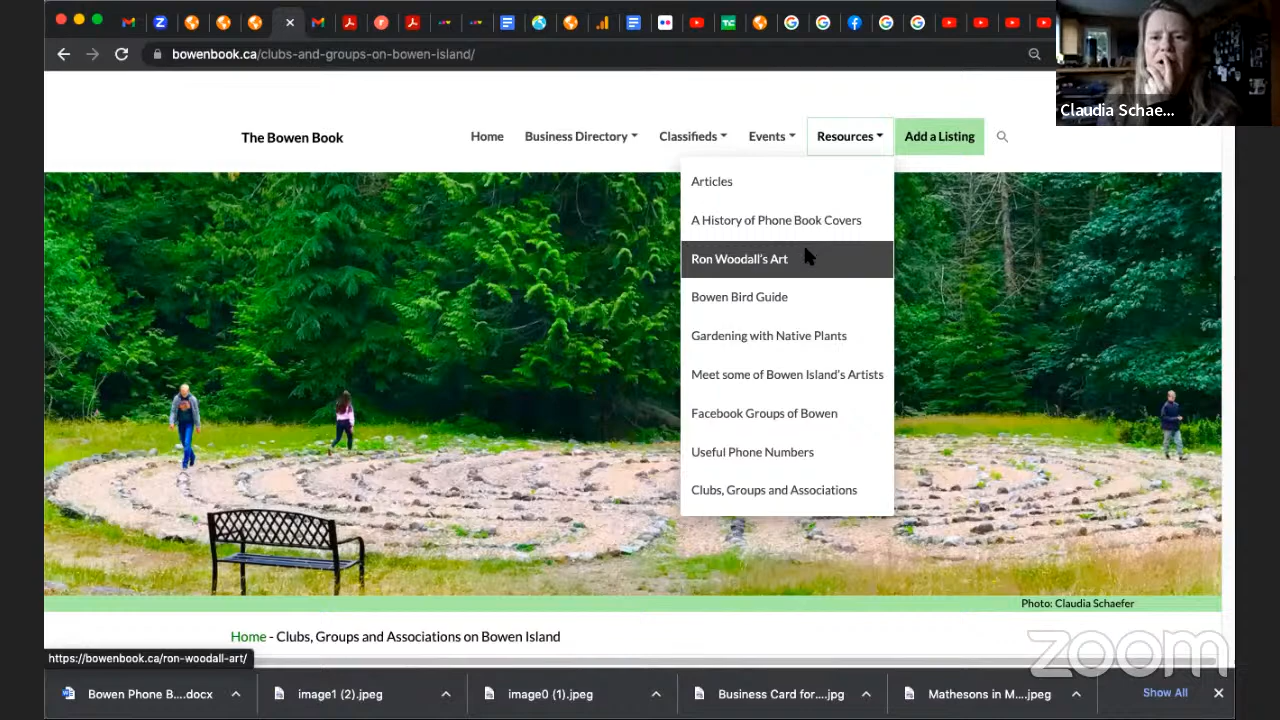 Claudia Schae...
bowenbook.ca/clubs-and-groups-on-bowen-island/
The Bowen Book
Home
Business Directory
Classifieds
Events
Resources
Add a Listing
Articles
A History of Phone Book Covers
Ron Woodall's Art
Bowen Bird Guide
Gardening with Native Plants
Meet some of Bowen Island's Artists
Facebook Groups of Bowen
Useful Phone Numbers
Clubs, Groups and Associations
Photo: Claudia Schaefer
Home - Clubs, Groups and Associations on Bowen Island
zoom
https://bowenbook.ca/ron-woodall-art/
Bowen Phone B....docx
image1 (2).jpeg
image0 (1).jpeg
Business Card for....jpg
Mathesons in M....jpeg
Show All